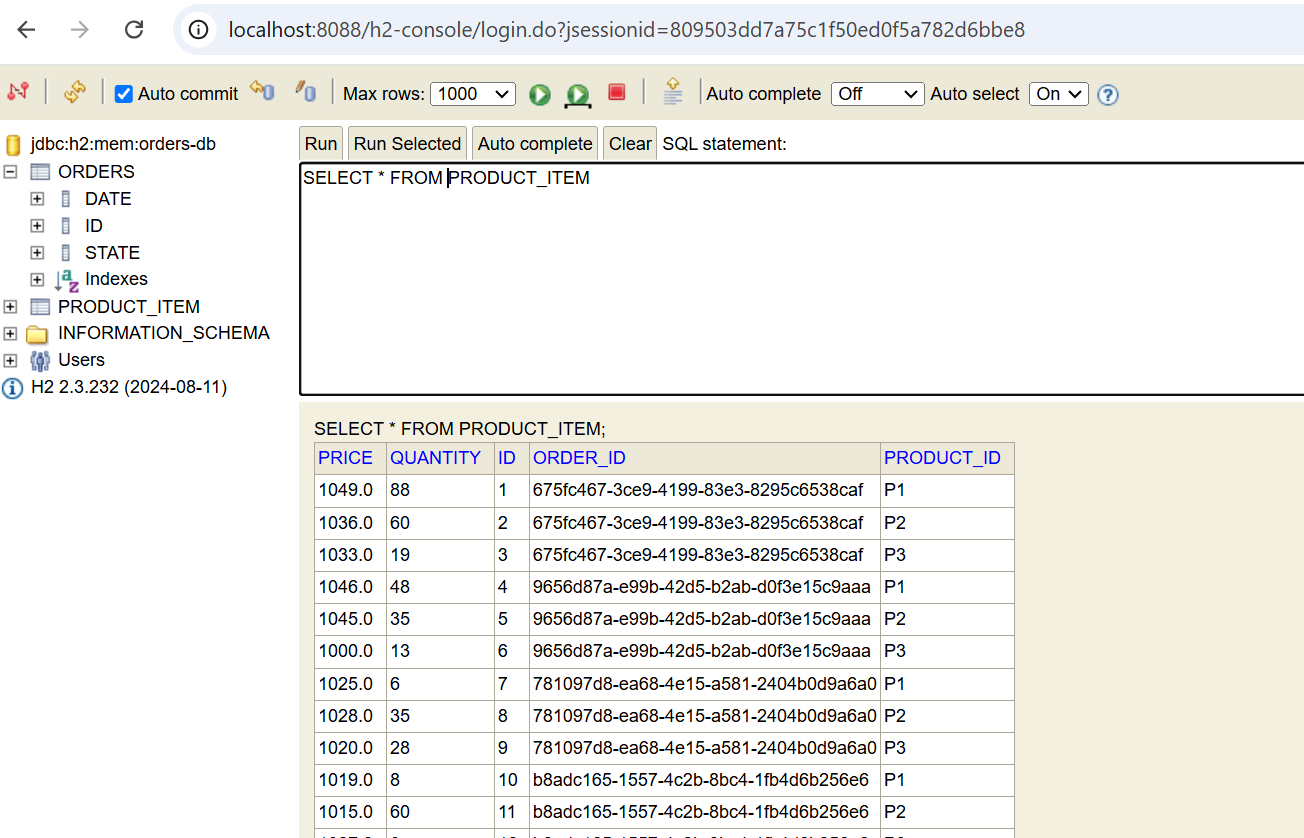 localhost:8088/h2-console/login.do?jsessionid=809503dd7a75c1f50ed0f5a782d6bbe8
Auto commit Max rows: 1000 Auto complete Off Auto select On
jdbc:h2:mem:orders-db
ORDERS
DATE
ID
STATE
Indexes
PRODUCT_ITEM
INFORMATION_SCHEMA
Users
H2 2.3.232 (2024-08-11)
Run Run Selected Auto complete Clear SQL statement:
SELECT * FROM PRODUCT_ITEM
SELECT * FROM PRODUCT_ITEM;
PRICE QUANTITY ID ORDER_ID PRODUCT_ID
1049.0 88 1 675fc467-3ce9-4199-83e3-8295c6538caf P1
1036.0 60 2 675fc467-3ce9-4199-83e3-8295c6538caf P2
1033.0 19 3 675fc467-3ce9-4199-83e3-8295c6538caf P3
1046.0 48 4 9656d87a-e99b-42d5-b2ab-d0f3e15c9aaa P1
1045.0 35 5 9656d87a-e99b-42d5-b2ab-d0f3e15c9aaa P2
1000.0 13 6 9656d87a-e99b-42d5-b2ab-d0f3e15c9aaa P3
1025.0 6 7 781097d8-ea68-4e15-a581-2404b0d9a6a0 P1
1028.0 35 8 781097d8-ea68-4e15-a581-2404b0d9a6a0 P2
1020.0 28 9 781097d8-ea68-4e15-a581-2404b0d9a6a0 P3
1019.0 8 10 b8adc165-1557-4c2b-8bc4-1fb4d6b256e6 P1
1015.0 60 11 b8adc165-1557-4c2b-8bc4-1fb4d6b256e6 P2